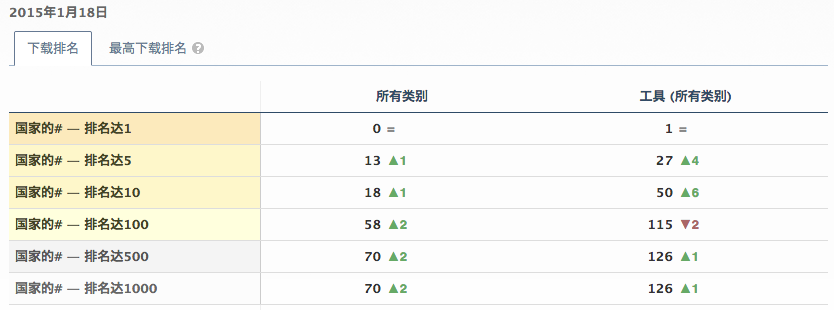 2015年1月18日
下载排名 最高下载排名 ?
所有类别 工具 (所有类别)
国家的# — 排名达1 0 = 1 =
国家的# — 排名达5 13 ▲1 27 ▲4
国家的# — 排名达10 18 ▲1 50 ▲6
国家的# — 排名达100 58 ▲2 115 ▼2
国家的# — 排名达500 70 ▲2 126 ▲1
国家的# — 排名达1000 70 ▲2 126 ▲1